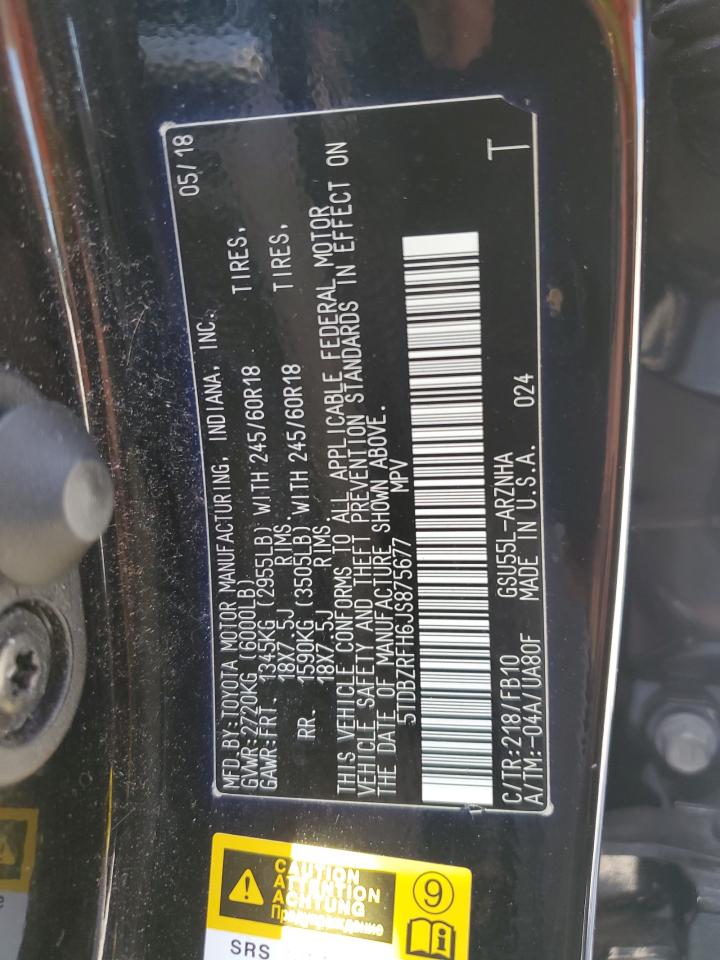 MFD.BY:TOYOTA MOTOR MANUFACTURING, INDIANA, INC. 05/18
GVWR:2720KG (6000LB)
GAWR:FRT. 1345KG (2955LB) WITH 245/60R18 TIRES,
18X7.5J RIMS,
RR. 1590KG (3505LB) WITH 245/60R18 TIRES,
18X7.5J RIMS.
THIS VEHICLE CONFORMS TO ALL APPLICABLE FEDERAL MOTOR
VEHICLE SAFETY AND THEFT PREVENTION STANDARDS IN EFFECT ON
THE DATE OF MANUFACTURE SHOWN ABOVE.
5TDBZRFH6JS875677 MPV
C/TR:218/FB10 GSU55L-ARZNHA T
A/TM:-04A/UA80F MADE IN U.S.A. 024
CAUTION
ATTENTION
ACHTUNG
9
SRS